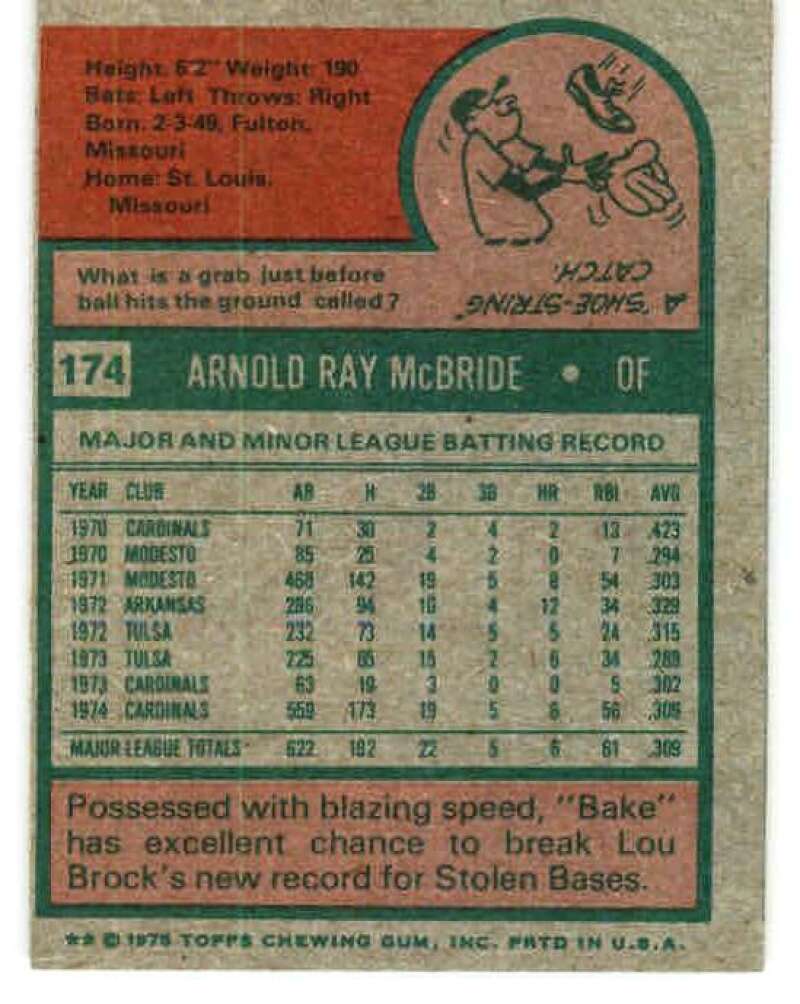 Height: 6'2" Weight: 190
Bats: Left Throws: Right
Born: 2-3-49, Fulton,
Missouri
Home: St. Louis,
Missouri
What is a grab just before
ball hits the ground called?
A "SHOE-STRING"
CATCH.
174 ARNOLD RAY McBRIDE • OF
MAJOR AND MINOR LEAGUE BATTING RECORD
YEAR CLUB AB H 2B 3B HR RBI AVG
1970 CARDINALS 71 30 2 4 2 13 .423
1970 MODESTO 85 25 4 2 0 7 .294
1971 MODESTO 468 142 19 5 8 54 .303
1972 ARKANSAS 286 94 10 4 12 34 .329
1972 TULSA 232 73 14 5 5 24 .315
1973 TULSA 225 65 15 2 6 34 .289
1973 CARDINALS 63 19 3 0 0 5 .302
1974 CARDINALS 559 173 19 5 6 56 .309
MAJOR LEAGUE TOTALS 622 192 22 5 6 61 .309
Possessed with blazing speed, "Bake"
has excellent chance to break Lou
Brock's new record for Stolen Bases.
** © 1975 TOPPS CHEWING GUM, INC. PRTD IN U.S.A.